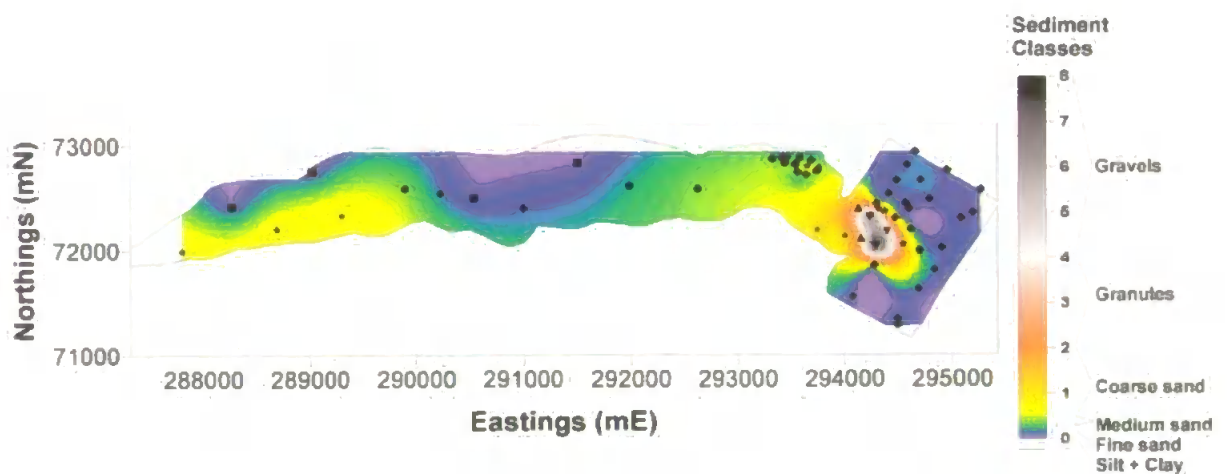 Sediment
Classes
8
7
6
5
4
3
2
1
0
Gravels
Granules
Coarse sand
Medium sand
Fine sand
Silt + Clay
Northings (mN)
73000
72000
71000
288000 289000 290000 291000 292000 293000 294000 295000
Eastings (mE)